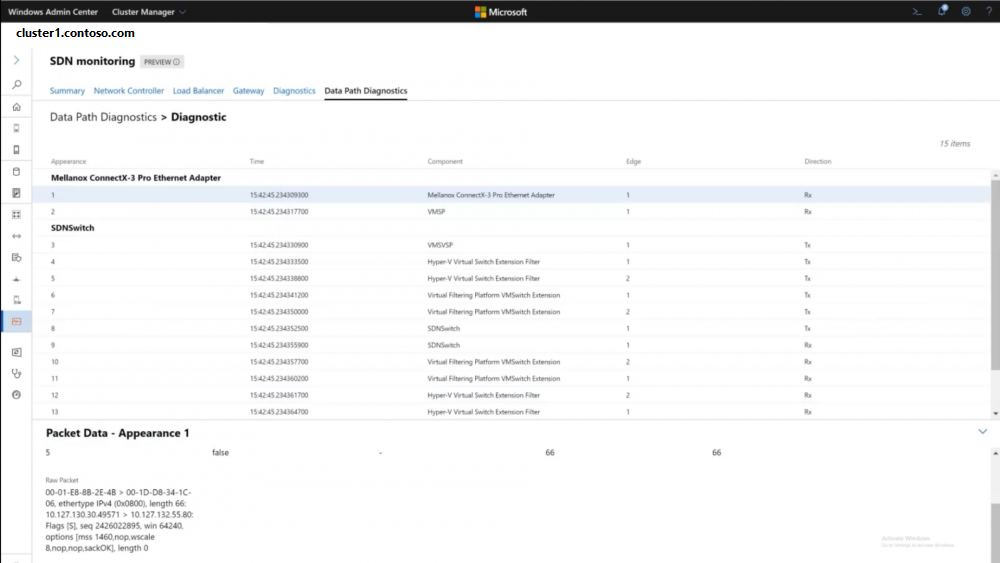 Windows Admin Center Cluster Manager Microsoft
cluster1.contoso.com
SDN monitoring PREVIEW
Summary Network Controller Load Balancer Gateway Diagnostics Data Path Diagnostics
Data Path Diagnostics > Diagnostic
15 items
Appearance Time Component Edge Direction
Mellanox ConnectX-3 Pro Ethernet Adapter
1 15:42:45.234309300 Mellanox ConnectX-3 Pro Ethernet Adapter 1 Rx
2 15:42:45.234317700 VMSP 1 Rx
SDNSwitch
3 15:42:45.234330900 VMSVSP 1 Tx
4 15:42:45.234333500 Hyper-V Virtual Switch Extension Filter 1 Tx
5 15:42:45.234338800 Hyper-V Virtual Switch Extension Filter 2 Tx
6 15:42:45.234341200 Virtual Filtering Platform VMSwitch Extension 1 Tx
7 15:42:45.234350000 Virtual Filtering Platform VMSwitch Extension 2 Tx
8 15:42:45.234352500 SDNSwitch 1 Tx
9 15:42:45.234355900 SDNSwitch 1 Rx
10 15:42:45.234357700 Virtual Filtering Platform VMSwitch Extension 2 Rx
11 15:42:45.234360200 Virtual Filtering Platform VMSwitch Extension 1 Rx
12 15:42:45.234361700 Hyper-V Virtual Switch Extension Filter 2 Rx
13 15:42:45.234364700 Hyper-V Virtual Switch Extension Filter 1 Rx
Packet Data - Appearance 1
5 false - 66 66
Raw Packet
00-01-E8-8B-2E-4B > 00-1D-D8-34-1C-
06, ethertype IPv4 (0x0800), length 66:
10.127.130.30.49571 > 10.127.132.55.80:
Flags [S], seq 2426022895, win 64240,
options [mss 1460,nop,wscale
8,nop,nop,sackOK], length 0
Activate Windows
Go to Settings to activate Windows.